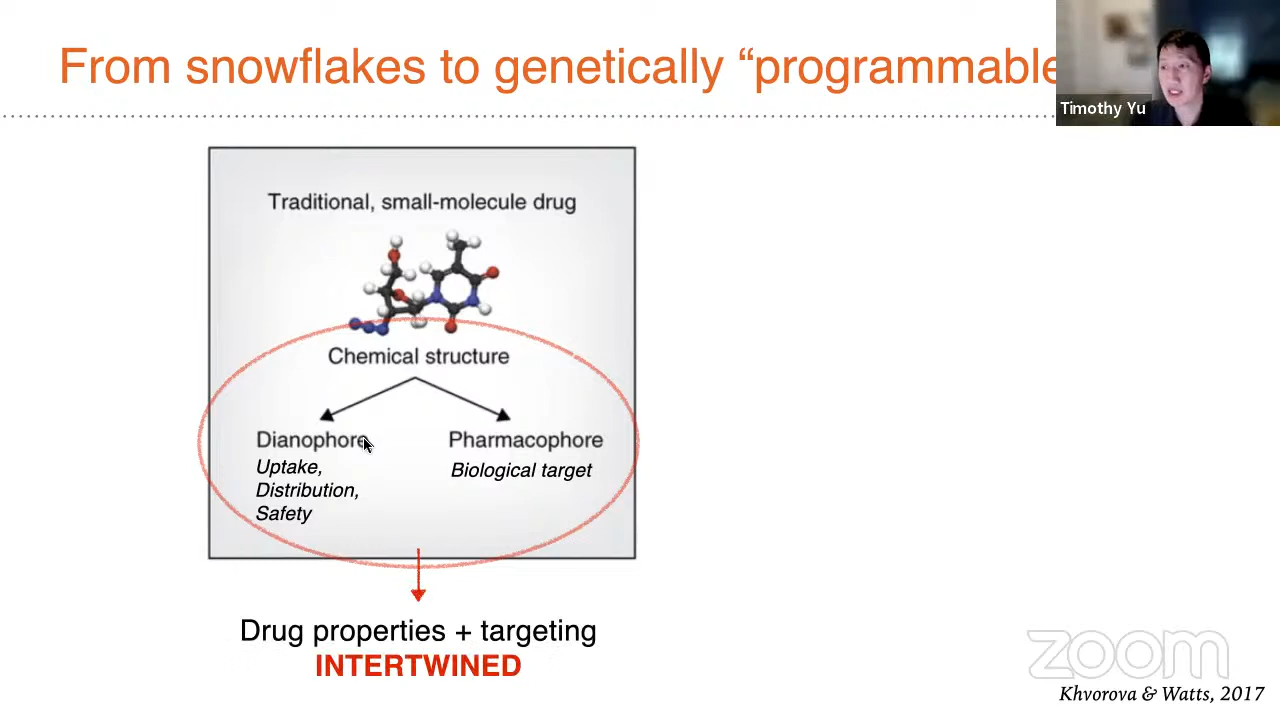 From snowflakes to genetically “programmable
Timothy Yu
Traditional, small-molecule drug
Chemical structure
Dianophore
Pharmacophore
Uptake,
Distribution,
Safety
Biological target
Drug properties + targeting
INTERTWINED
zoom
Khvorova & Watts, 2017